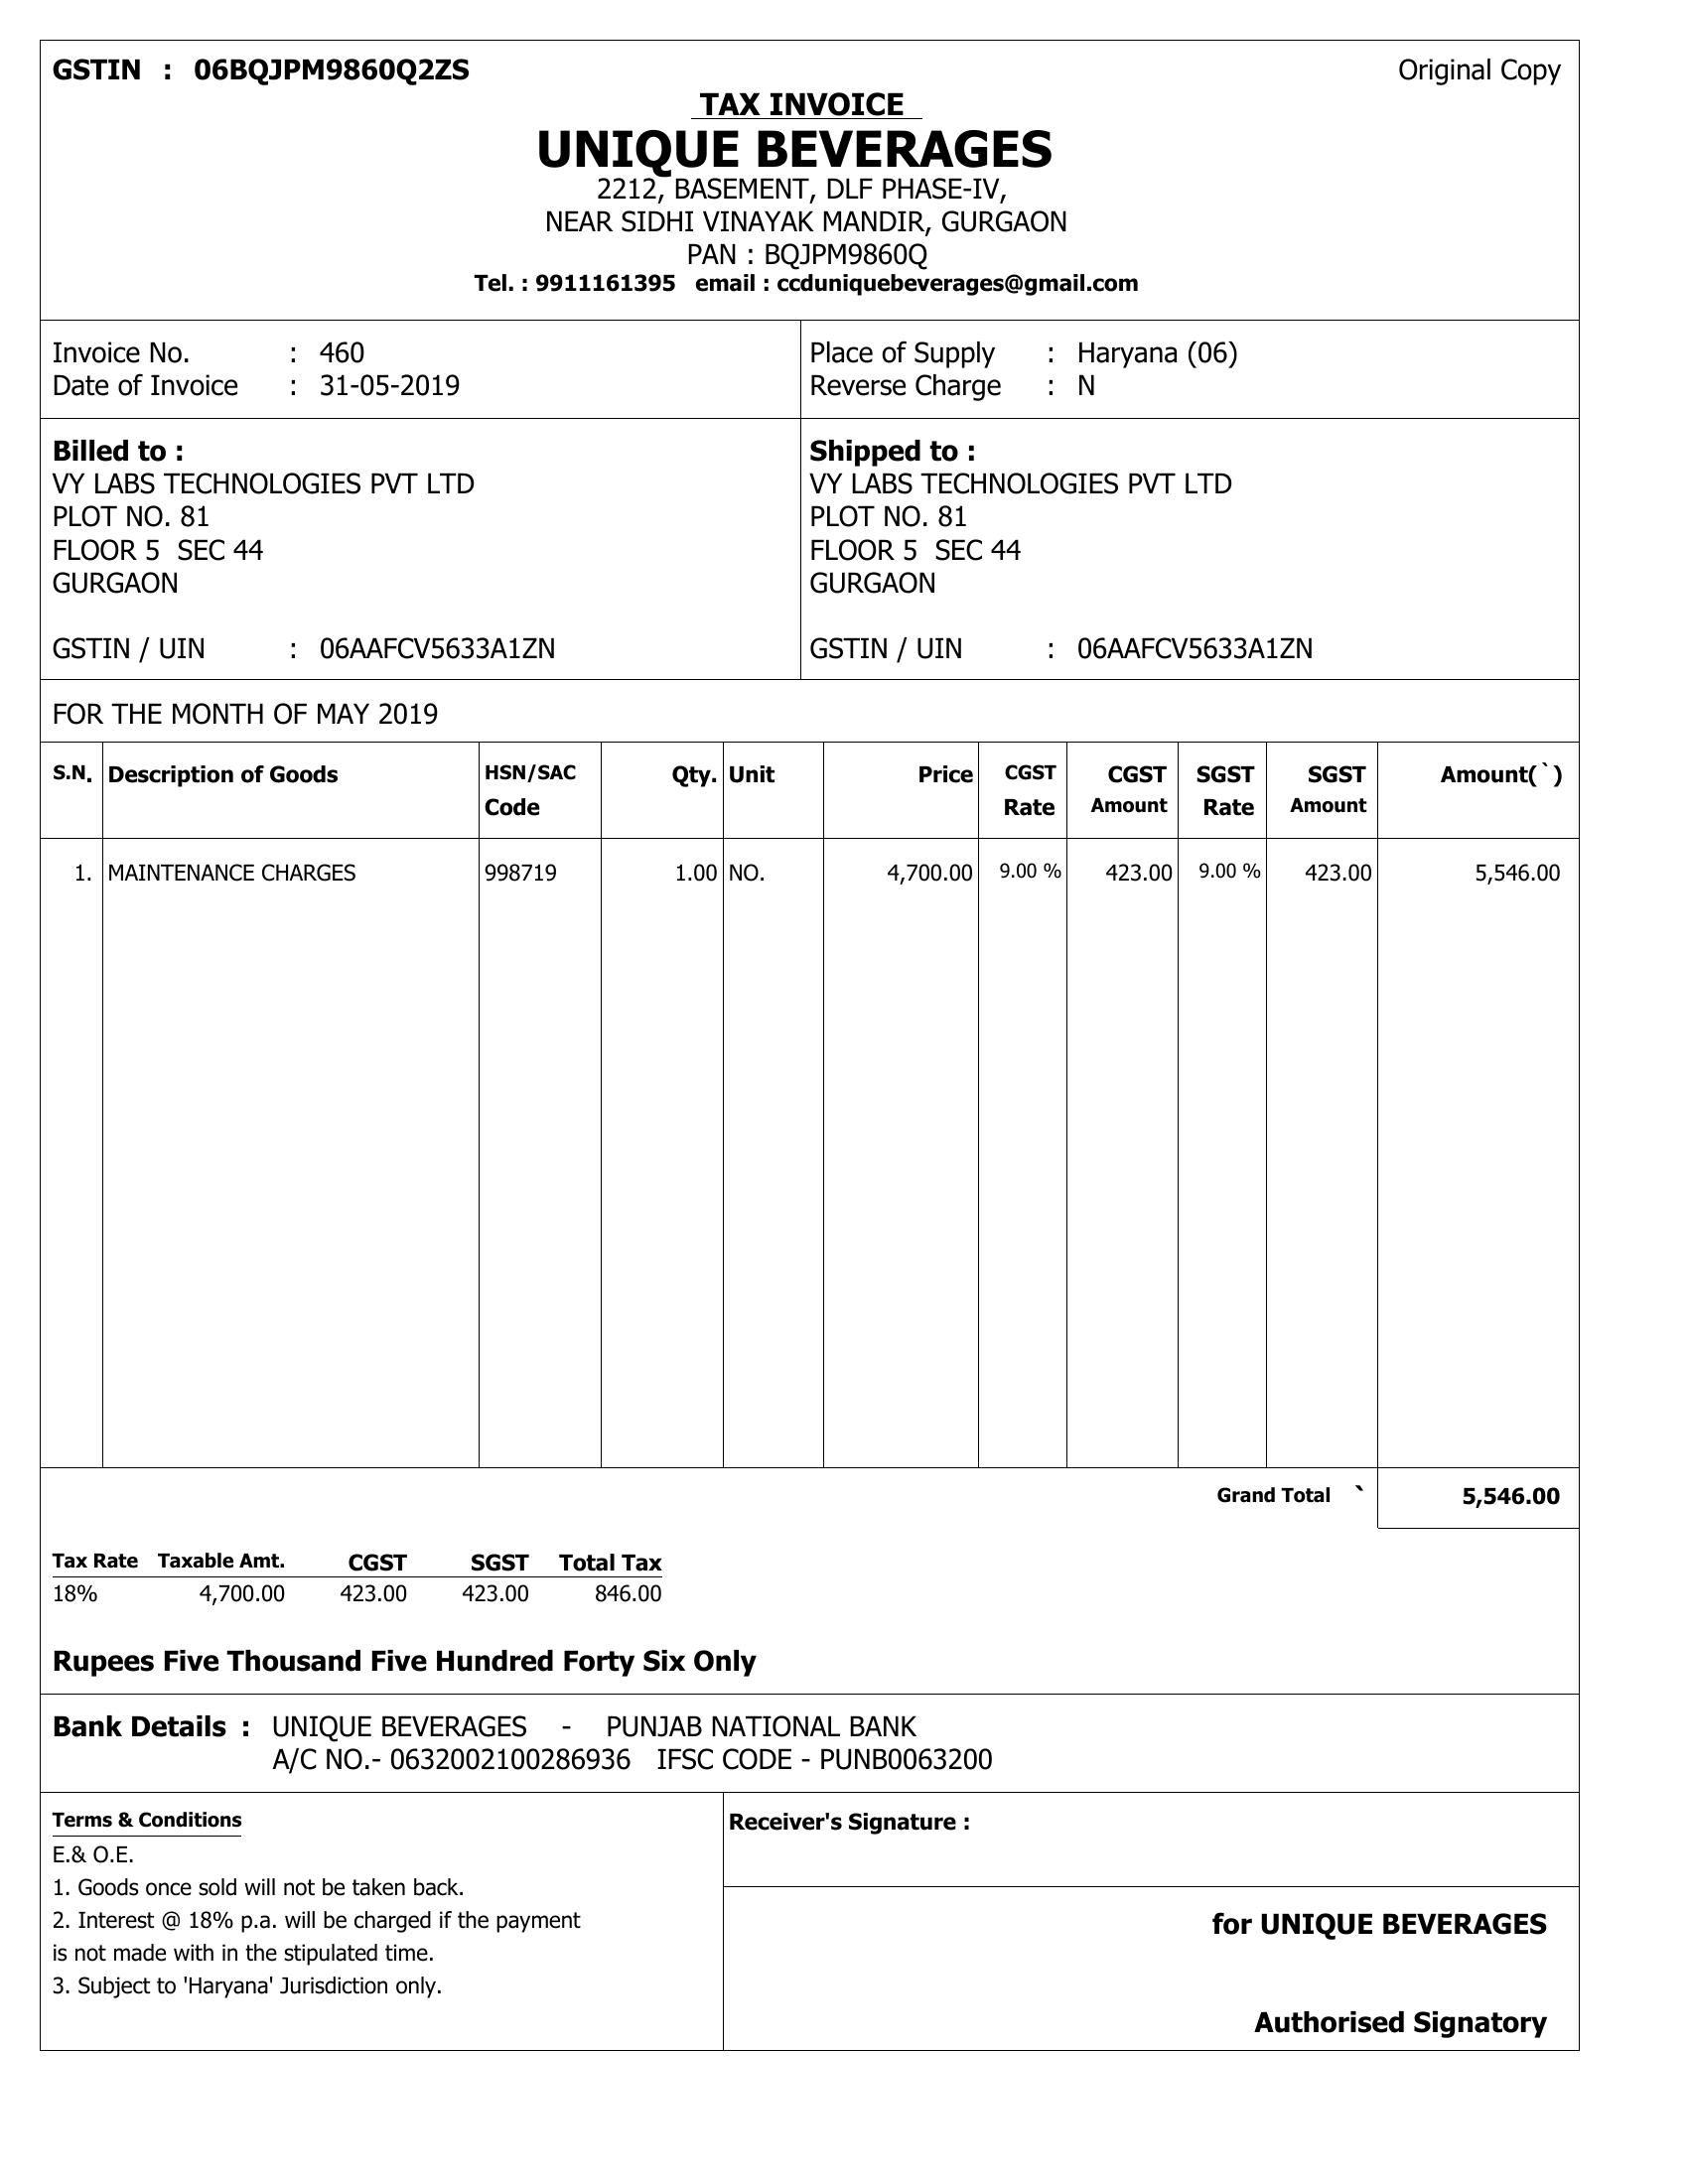 GSTIN : 06BQJPM9860Q2ZS Original Copy
TAX INVOICE
UNIQUE BEVERAGES
2212, BASEMENT, DLF PHASE-IV,
NEAR SIDHI VINAYAK MANDIR, GURGAON
PAN : BQJPM9860Q
Tel. : 9911161395 email : ccduniquebeverages@gmail.com
Invoice No. : 460
Date of Invoice : 31-05-2019
Place of Supply : Haryana (06)
Reverse Charge : N
Billed to :
VY LABS TECHNOLOGIES PVT LTD
PLOT NO. 81
FLOOR 5 SEC 44
GURGAON
GSTIN / UIN : 06AAFCV5633A1ZN
Shipped to :
VY LABS TECHNOLOGIES PVT LTD
PLOT NO. 81
FLOOR 5 SEC 44
GURGAON
GSTIN / UIN : 06AAFCV5633A1ZN
FOR THE MONTH OF MAY 2019
S.N. Description of Goods HSN/SAC Qty. Unit Price CGST CGST SGST SGST Amount(`)
Code Rate Amount Rate Amount
1. MAINTENANCE CHARGES 998719 1.00 NO. 4,700.00 9.00 % 423.00 9.00 % 423.00 5,546.00
Grand Total ` 5,546.00
Tax Rate Taxable Amt. CGST SGST Total Tax
18% 4,700.00 423.00 423.00 846.00
Rupees Five Thousand Five Hundred Forty Six Only
Bank Details : UNIQUE BEVERAGES - PUNJAB NATIONAL BANK
A/C NO.- 0632002100286936 IFSC CODE - PUNB0063200
Terms & Conditions
E.& O.E.
1. Goods once sold will not be taken back.
2. Interest @ 18% p.a. will be charged if the payment
is not made with in the stipulated time.
3. Subject to 'Haryana' Jurisdiction only.
Receiver's Signature :
for UNIQUE BEVERAGES
Authorised Signatory